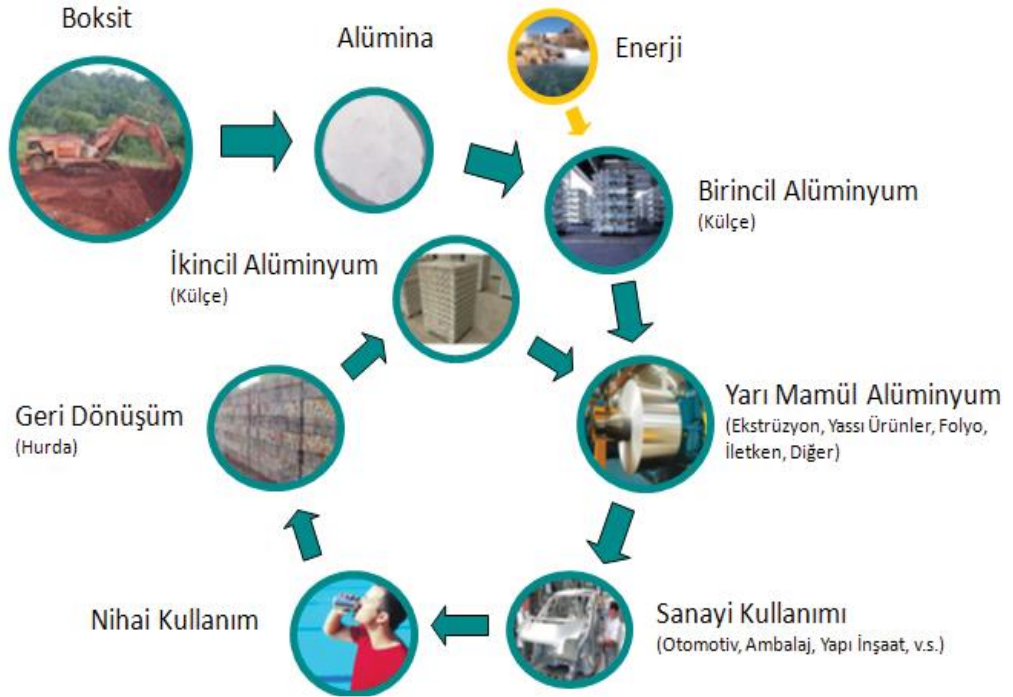 Boksit
Alümina
Enerji
Birincil Alüminyum
(Külçe)
İkincil Alüminyum
(Külçe)
Yarı Mamül Alüminyum
(Ekstrüzyon, Yassı Ürünler, Folyo,
İletken, Diğer)
Geri Dönüşüm
(Hurda)
Nihai Kullanım
Sanayi Kullanımı
(Otomotiv, Ambalaj, Yapı İnşaat, v.s.)